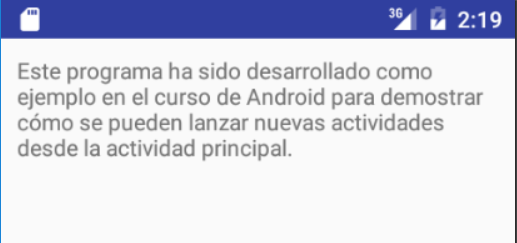 3G 2:19
Este programa ha sido desarrollado como
ejemplo en el curso de Android para demostrar
cómo se pueden lanzar nuevas actividades
desde la actividad principal.